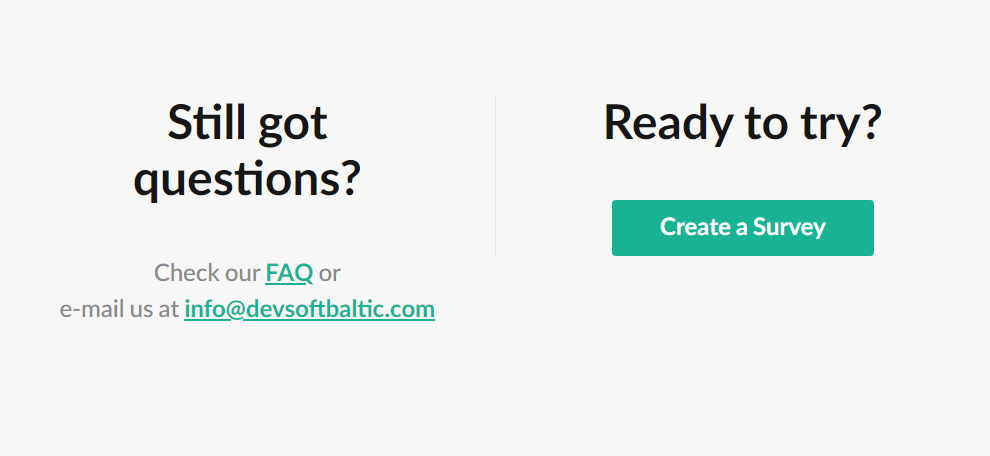 Still got
questions?
Check our FAQ or
e-mail us at info@devsoftbaltic.com
Ready to try?
Create a Survey